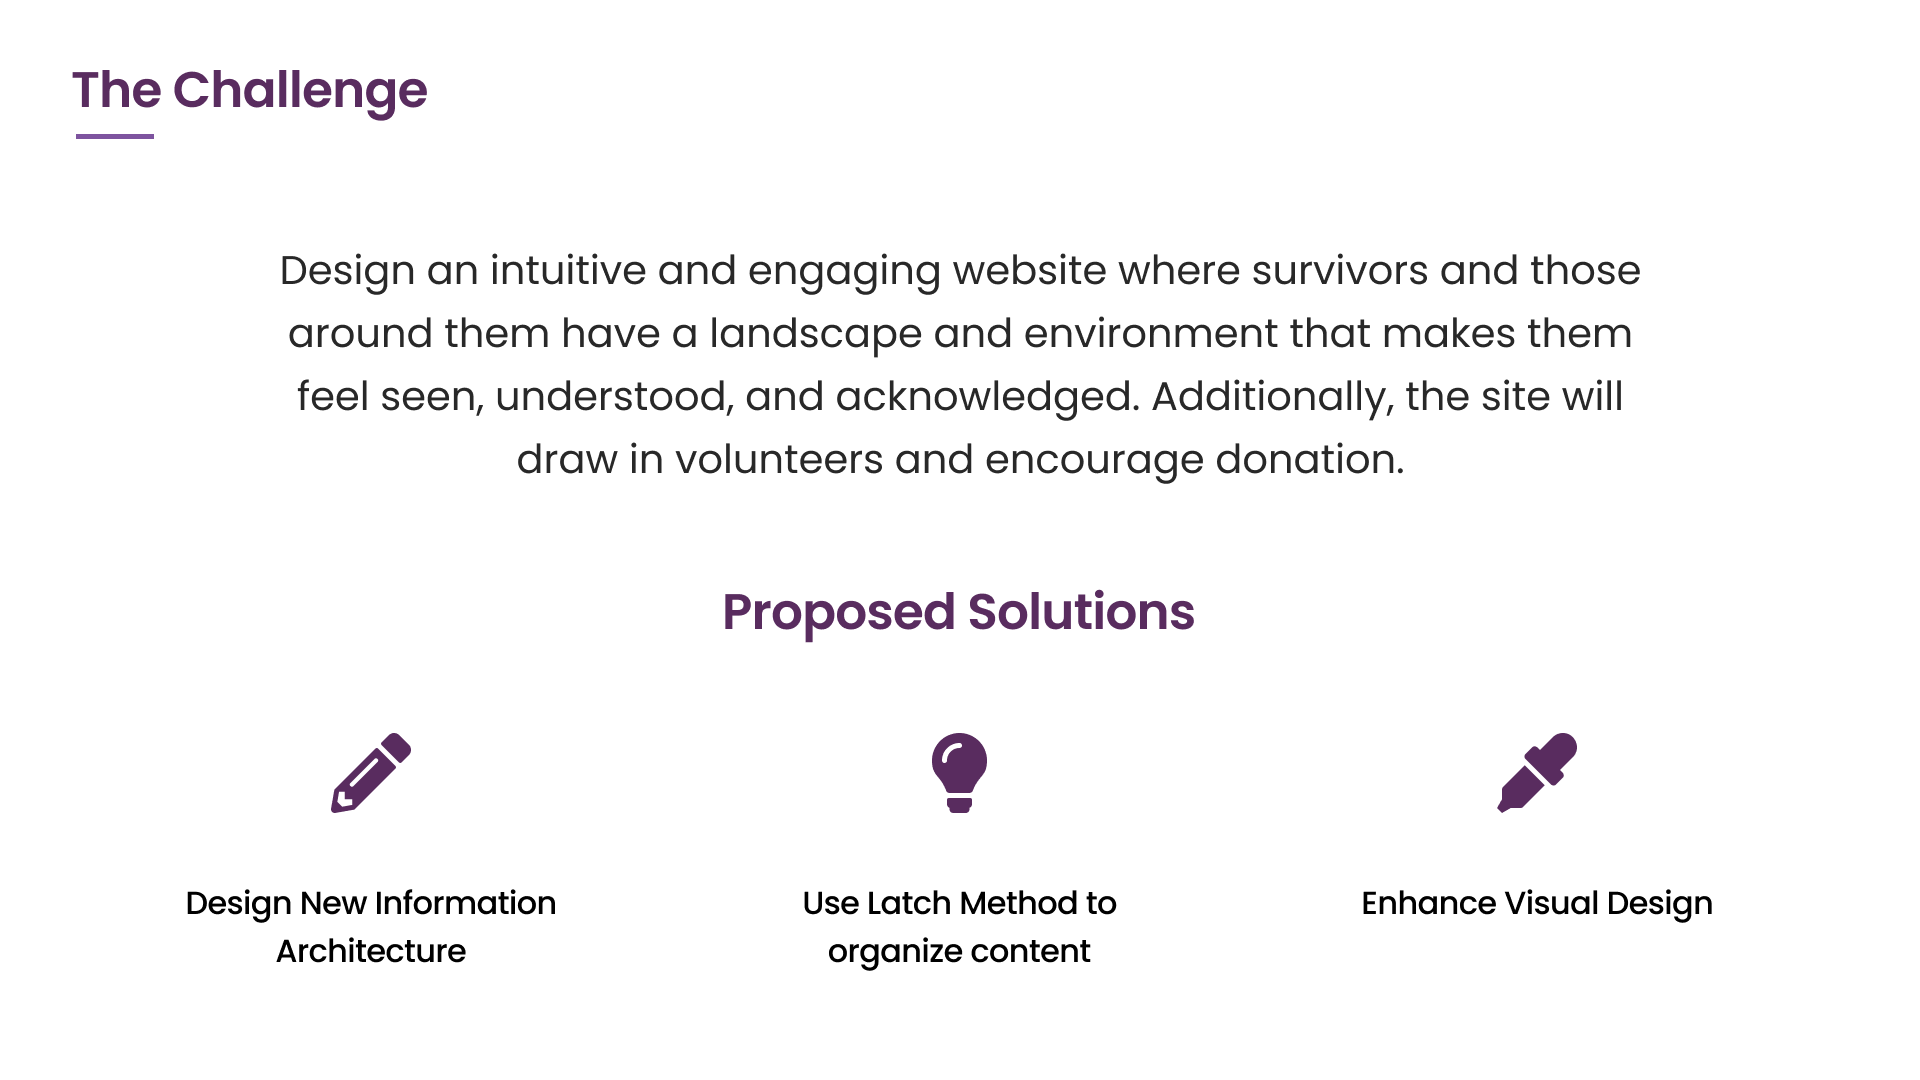 The Challenge
Design an intuitive and engaging website where survivors and those
around them have a landscape and environment that makes them
feel seen, understood, and acknowledged. Additionally, the site will
draw in volunteers and encourage donation.
Proposed Solutions
Design New Information
Architecture
Use Latch Method to
organize content
Enhance Visual Design